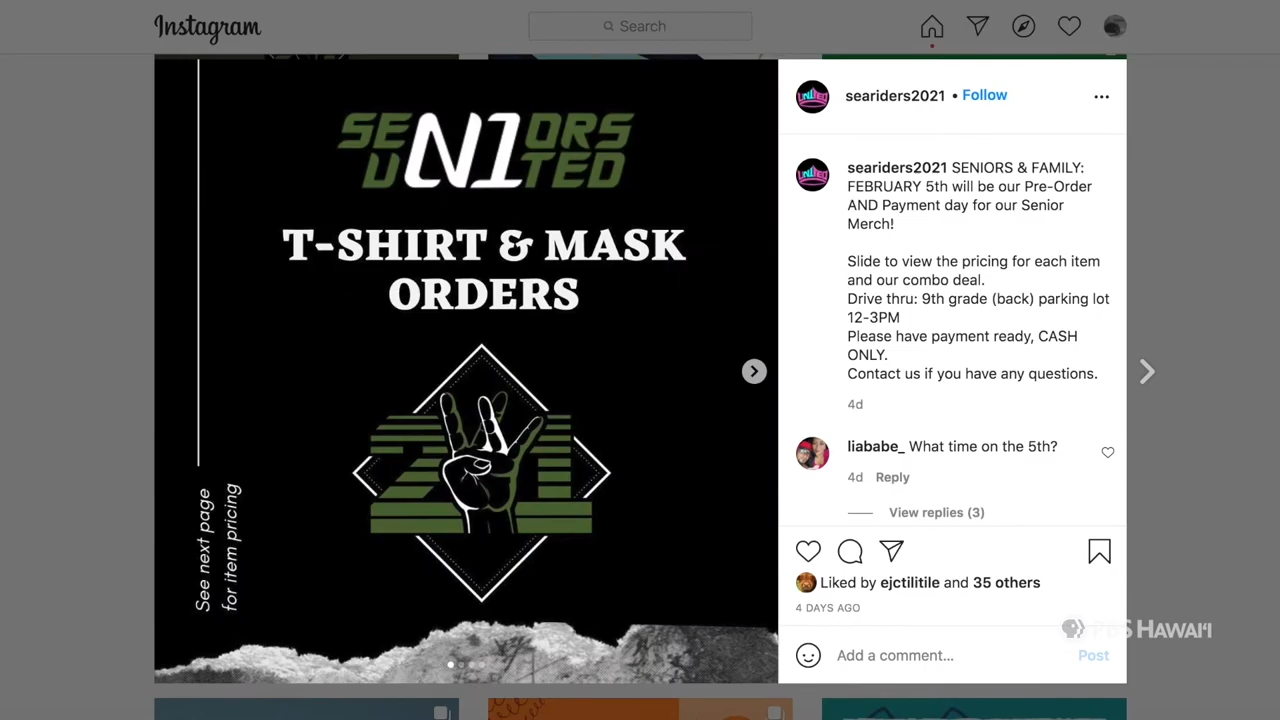 Instagram
Search
SENIORS
UNITED
T-SHIRT & MASK
ORDERS
21
See next page
for item pricing
UNITED
seariders2021 • Follow
UNITED
seariders2021 SENIORS & FAMILY:
FEBRUARY 5th will be our Pre-Order
AND Payment day for our Senior
Merch!
Slide to view the pricing for each item
and our combo deal.
Drive thru: 9th grade (back) parking lot
12-3PM
Please have payment ready, CASH
ONLY.
Contact us if you have any questions.
4d
liababe_ What time on the 5th?
4d Reply
View replies (3)
Liked by ejctilitile and 35 others
4 DAYS AGO
PBS HAWAIʻI
Add a comment... Post